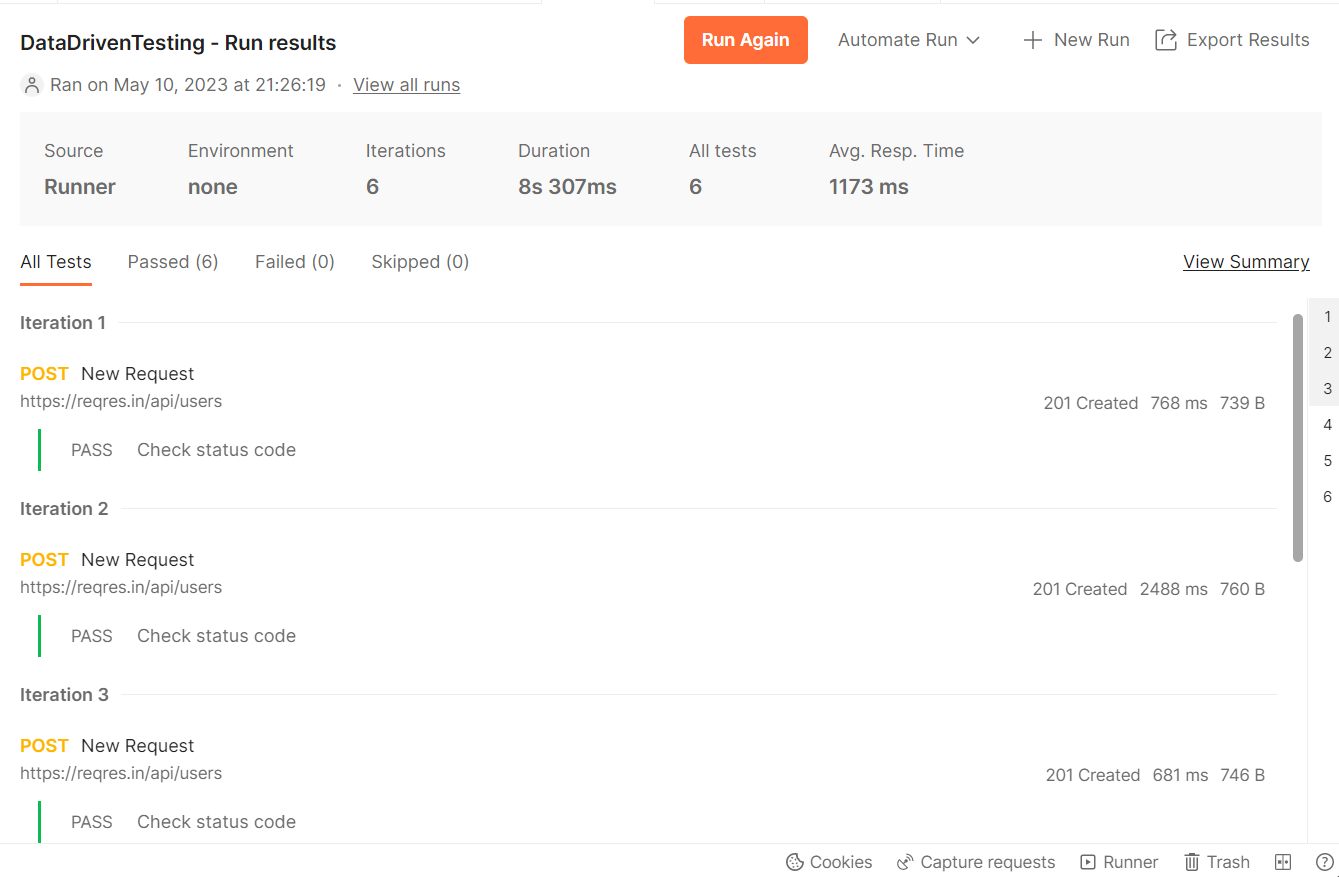 DataDrivenTesting - Run results
Run Again
Automate Run
New Run
Export Results
Ran on May 10, 2023 at 21:26:19 · View all runs
Source Environment Iterations Duration All tests Avg. Resp. Time
Runner none 6 8s 307ms 6 1173 ms
All Tests Passed (6) Failed (0) Skipped (0) View Summary
Iteration 1
POST New Request
https://reqres.in/api/users
201 Created 768 ms 739 B
PASS Check status code
Iteration 2
POST New Request
https://reqres.in/api/users
201 Created 2488 ms 760 B
PASS Check status code
Iteration 3
POST New Request
https://reqres.in/api/users
201 Created 681 ms 746 B
PASS Check status code
1
2
3
4
5
6
Cookies Capture requests Runner Trash